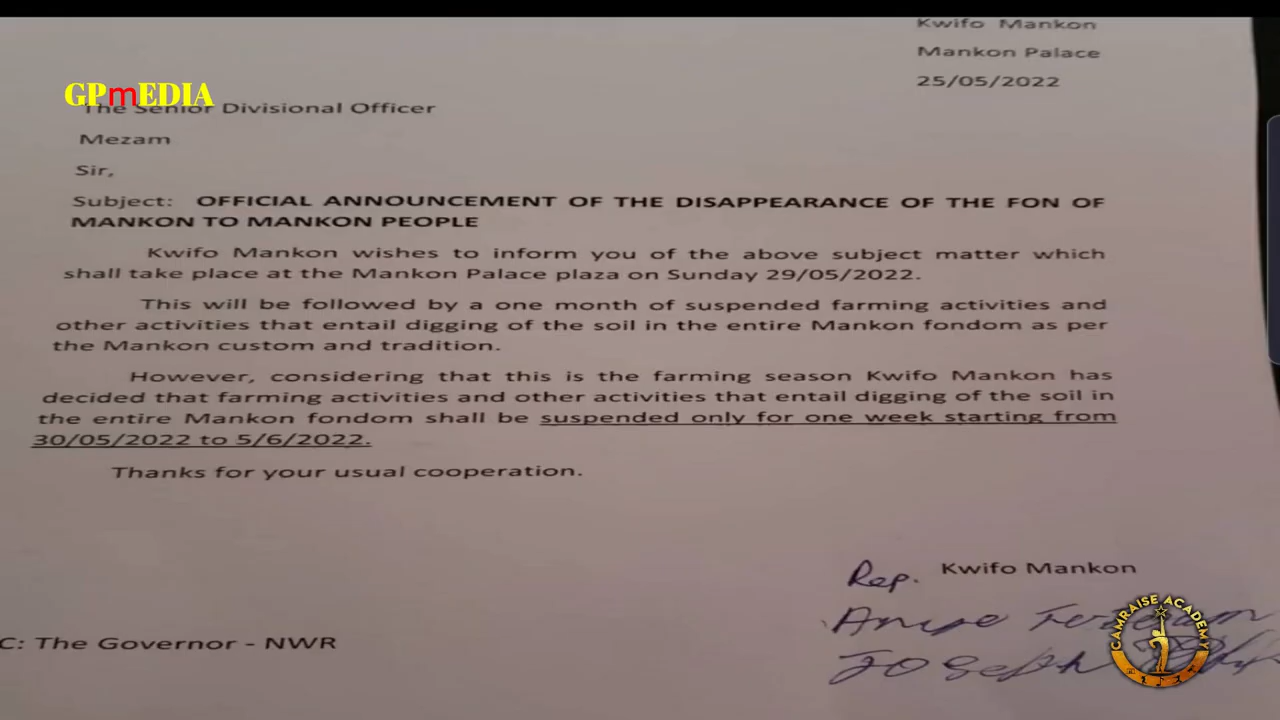 Kwifo Mankon
Mankon Palace
25/05/2022
GPmEDIA
The Senior Divisional Officer
Mezam
Sir,
Subject: OFFICIAL ANNOUNCEMENT OF THE DISAPPEARANCE OF THE FON OF
MANKON TO MANKON PEOPLE
Kwifo Mankon wishes to inform you of the above subject matter which
shall take place at the Mankon Palace plaza on Sunday 29/05/2022.
This will be followed by a one month of suspended farming activities and
other activities that entail digging of the soil in the entire Mankon fondom as per
the Mankon custom and tradition.
However, considering that this is the farming season Kwifo Mankon has
decided that farming activities and other activities that entail digging of the soil in
the entire Mankon fondom shall be suspended only for one week starting from
30/05/2022 to 5/6/2022.
Thanks for your usual cooperation.
Rep. Kwifo Mankon
Joseph
C: The Governor - NWR
CAMRAISE ACADEMY